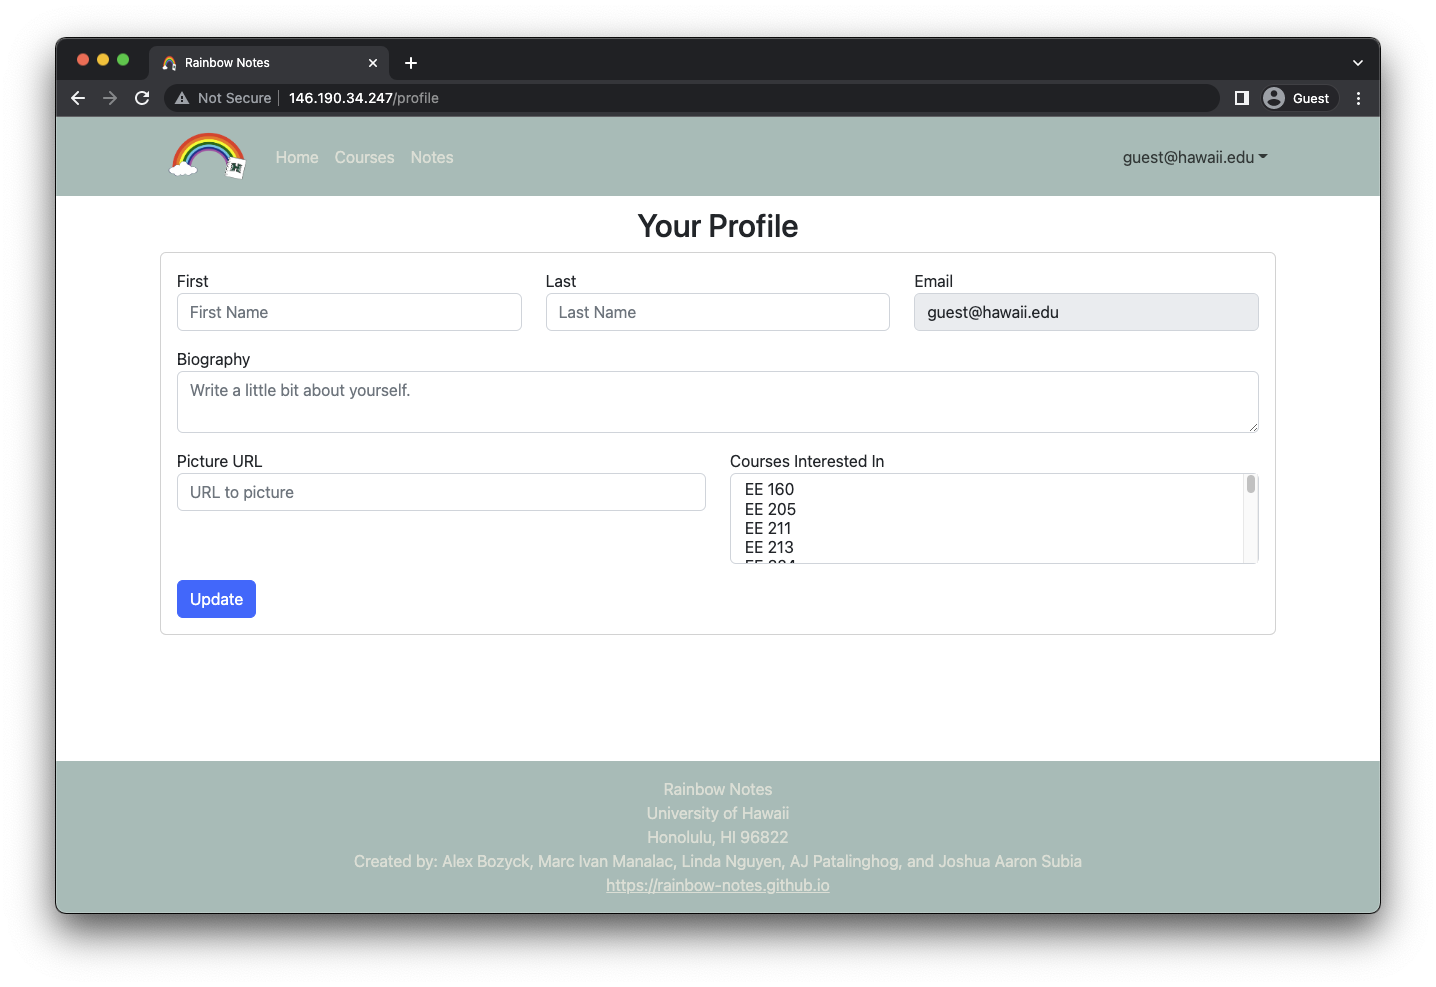 Rainbow Notes
Not Secure 146.190.34.247/profile
Guest
Home Courses Notes
guest@hawaii.edu
Your Profile
First Last Email
First Name Last Name guest@hawaii.edu
Biography
Write a little bit about yourself.
Picture URL Courses Interested In
URL to picture
EE 160
EE 205
EE 211
EE 213
Update
Rainbow Notes
University of Hawaii
Honolulu, HI 96822
Created by: Alex Bozyck, Marc Ivan Manalac, Linda Nguyen, AJ Patalinghog, and Joshua Aaron Subia
https://rainbow-notes.github.io